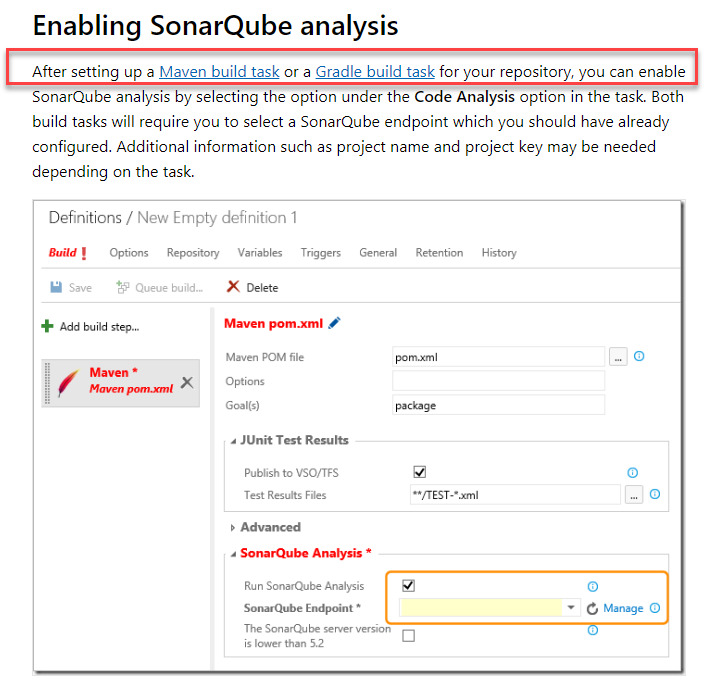 Enabling SonarQube analysis
After setting up a Maven build task or a Gradle build task for your repository, you can enable
SonarQube analysis by selecting the option under the Code Analysis option in the task. Both
build tasks will require you to select a SonarQube endpoint which you should have already
configured. Additional information such as project name and project key may be needed
depending on the task.
Definitions / New Empty definition 1
Build ! Options Repository Variables Triggers General Retention History
Save Queue build... Delete
Add build step...
Maven *
Maven pom.xml
Maven pom.xml
Maven POM file pom.xml ...
Options
Goal(s) package
JUnit Test Results
Publish to VSO/TFS
Test Results Files **/TEST-*.xml ...
Advanced
SonarQube Analysis *
Run SonarQube Analysis
SonarQube Endpoint * Manage
The SonarQube server version
is lower than 5.2